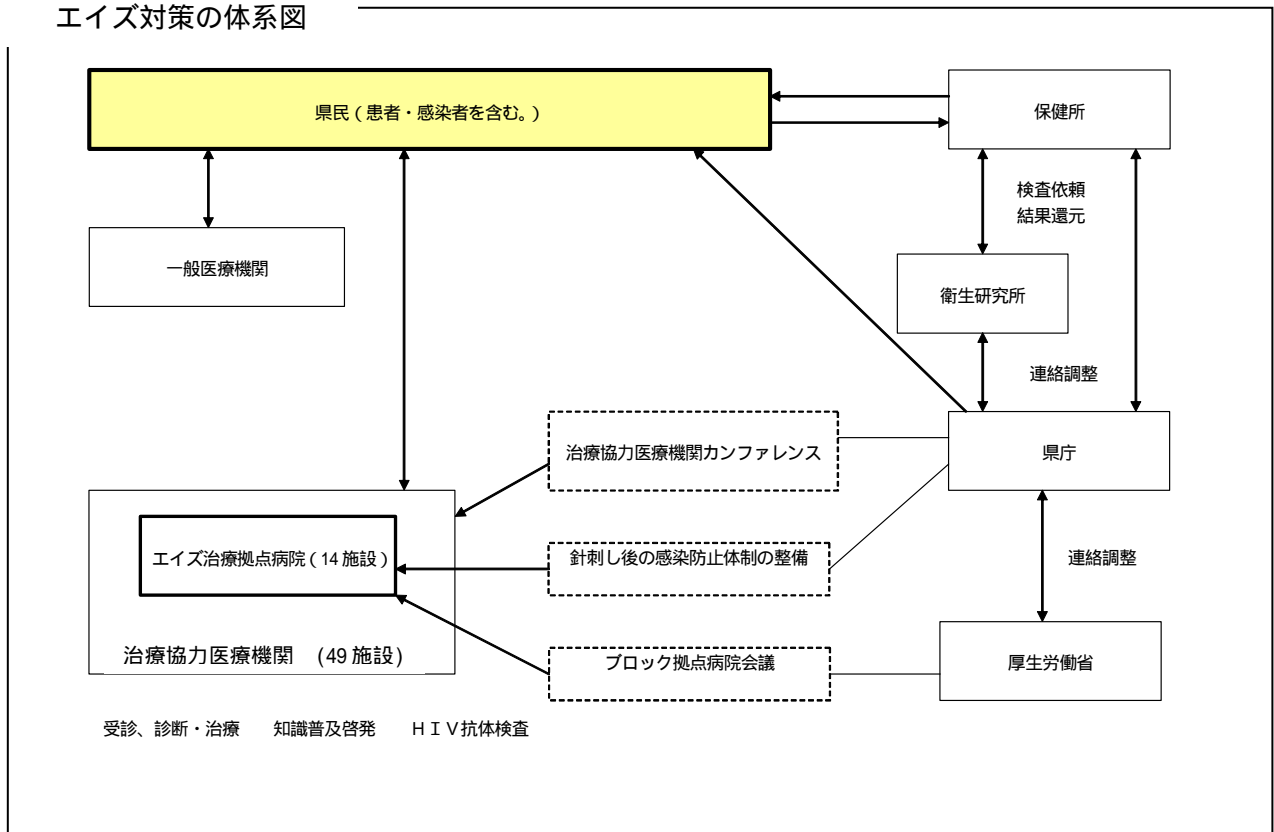 エイズ対策の体系図
県民（患者・感染者を含む。）
保健所
検査依頼
結果還元
一般医療機関
衛生研究所
連絡調整
治療協力医療機関カンファレンス
県庁
エイズ治療拠点病院（14施設）
針刺し後の感染防止体制の整備
連絡調整
治療協力医療機関　(49施設)
ブロック拠点病院会議
厚生労働省
受診、診断・治療　　知識普及啓発　　ＨＩＶ抗体検査